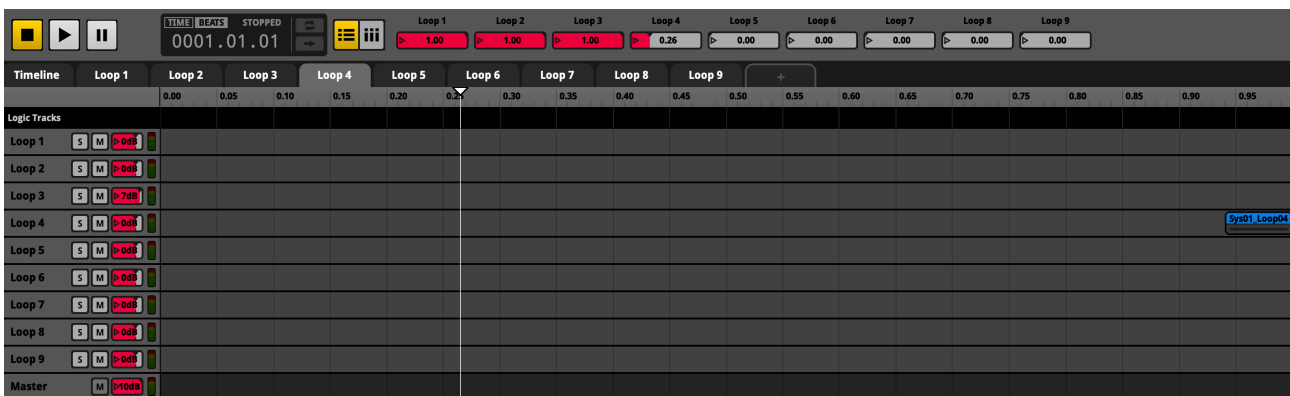 TIME BEATS STOPPED
0001.01.01
Loop 1 Loop 2 Loop 3 Loop 4 Loop 5 Loop 6 Loop 7 Loop 8 Loop 9
1.00 1.00 1.00 0.26 0.00 0.00 0.00 0.00 0.00
Timeline Loop 1 Loop 2 Loop 3 Loop 4 Loop 5 Loop 6 Loop 7 Loop 8 Loop 9 +
0.00 0.05 0.10 0.15 0.20 0.30 0.35 0.40 0.45 0.50 0.55 0.60 0.65 0.70 0.75 0.80 0.85 0.90 0.95
Logic Tracks
Loop 1 S M 0dB
Loop 2 S M 0dB
Loop 3 S M 7dB
Loop 4 S M 0dB Sys01_Loop04
Loop 5 S M 0dB
Loop 6 S M 0dB
Loop 7 S M 0dB
Loop 8 S M 0dB
Loop 9 S M 0dB
Master M 10dB